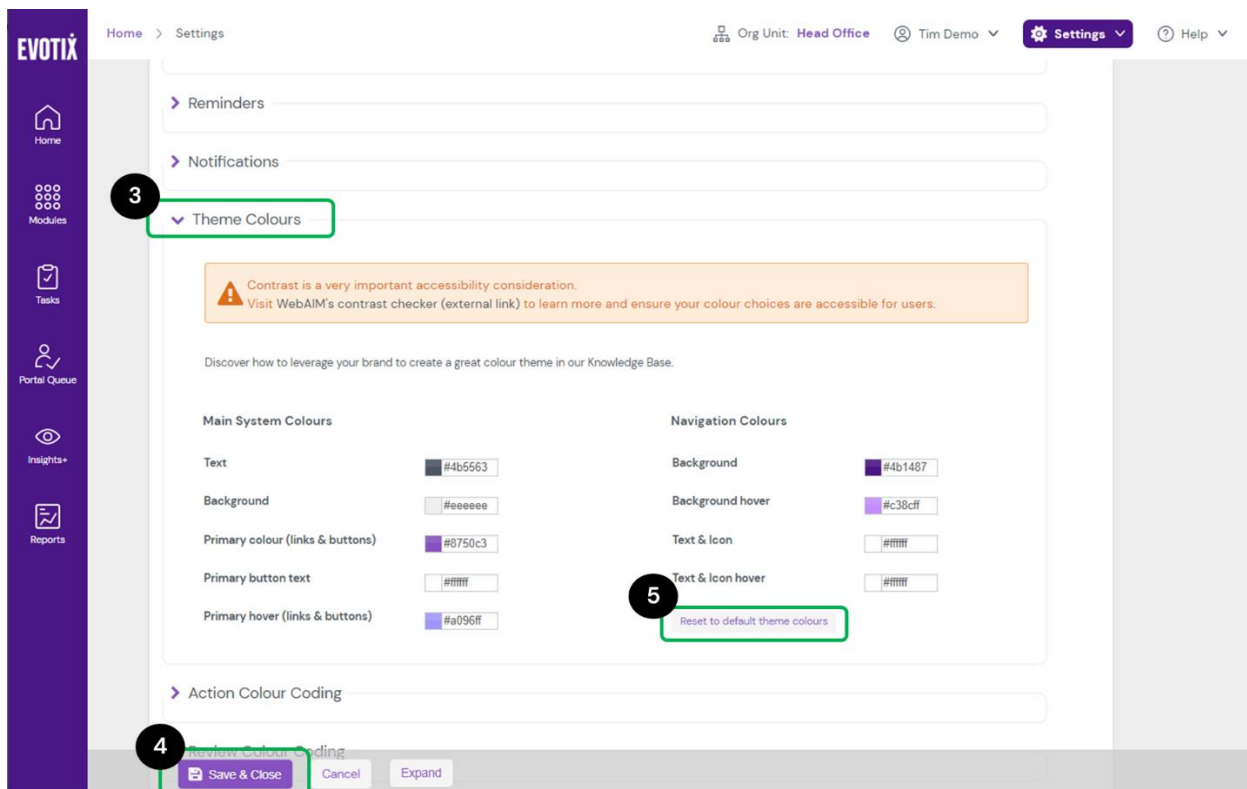 EVOTIX
Home > Settings
Org Unit: Head Office
Tim Demo
Settings
Help
Home
Modules
Tasks
Portal Queue
Insights+
Reports
Reminders
Notifications
3
Theme Colours
Contrast is a very important accessibility consideration.
Visit WebAIM's contrast checker (external link) to learn more and ensure your colour choices are accessible for users.
Discover how to leverage your brand to create a great colour theme in our Knowledge Base.
Main System Colours
Text #4b5563
Background #eeeeee
Primary colour (links & buttons) #8750c3
Primary button text #ffffff
Primary hover (links & buttons) #a096ff
Navigation Colours
Background #4b1487
Background hover #c38cff
Text & Icon #ffffff
Text & Icon hover #ffffff
5
Reset to default theme colours
Action Colour Coding
Review Colour Coding
4
Save & Close
Cancel
Expand